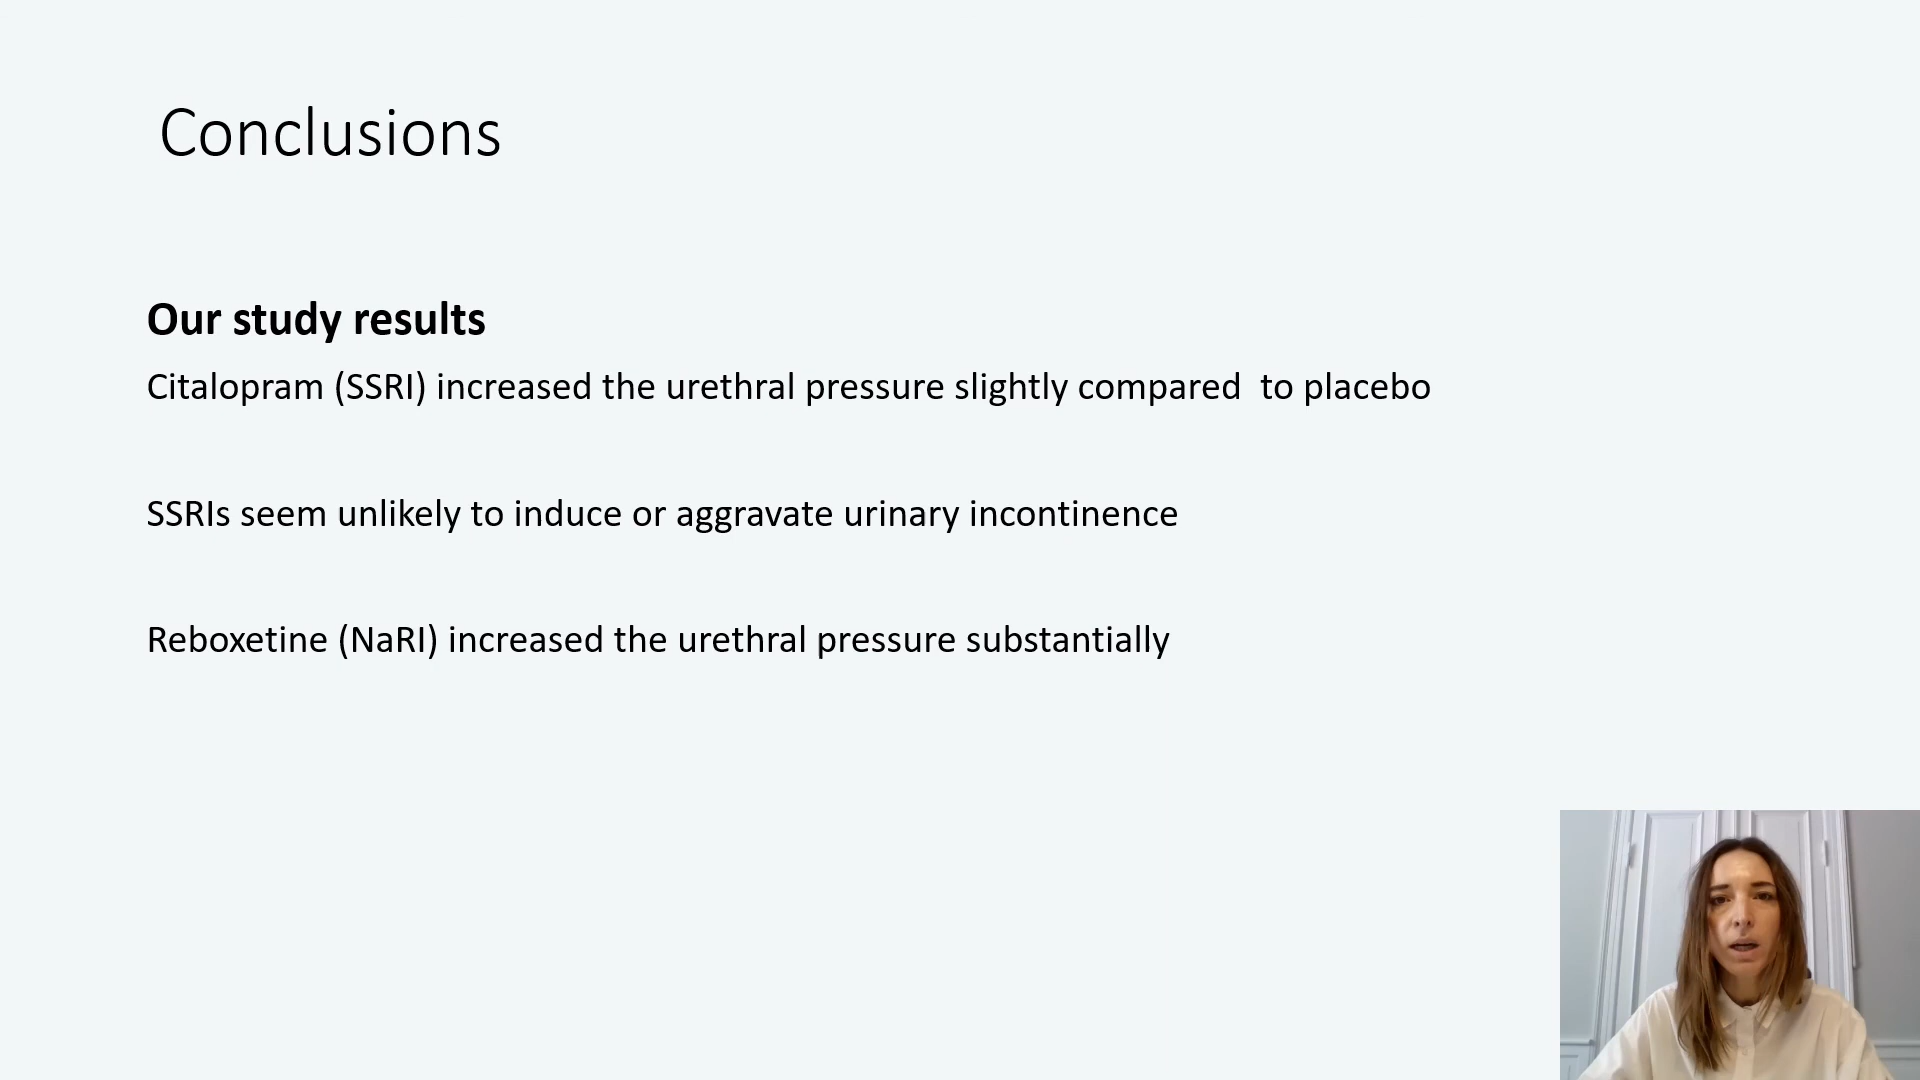 Conclusions
Our study results
Citalopram (SSRI) increased the urethral pressure slightly compared  to placebo
SSRIs seem unlikely to induce or aggravate urinary incontinence
Reboxetine (NaRI) increased the urethral pressure substantially